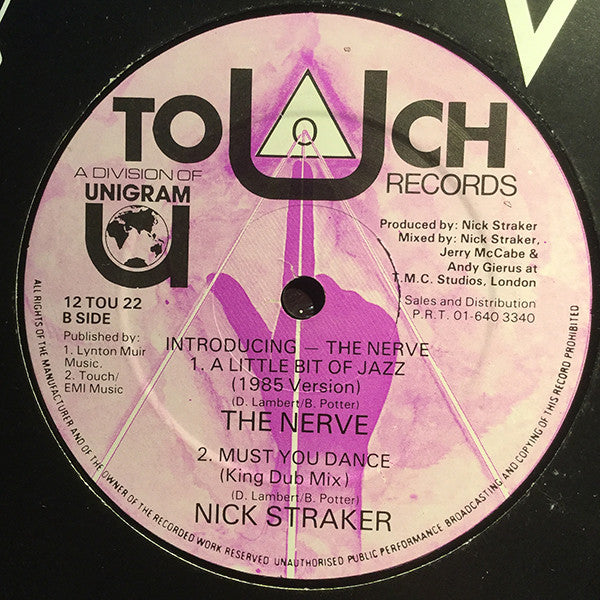 TOUCH
RECORDS
A DIVISION OF
UNIGRAM
U
Produced by: Nick Straker
Mixed by: Nick Straker,
Jerry McCabe &
Andy Gierus at
T.M.C. Studios, London
12 TOU 22
B SIDE
Sales and Distribution
P.R.T. 01-640 3340
Published by:
1. Lynton Muir
Music.
2. Touch/
EMI Music
INTRODUCING – THE NERVE
1. A LITTLE BIT OF JAZZ
(1985 Version)
(D. Lambert/B. Potter)
THE NERVE
2. MUST YOU DANCE
(King Dub Mix)
(D. Lambert/B. Potter)
NICK STRAKER
ALL RIGHTS OF THE MANUFACTURER AND OF THE OWNER OF THE RECORDED WORK RESERVED UNAUTHORISED PUBLIC PERFORMANCE BROADCASTING AND COPYING OF THIS RECORD PROHIBITED